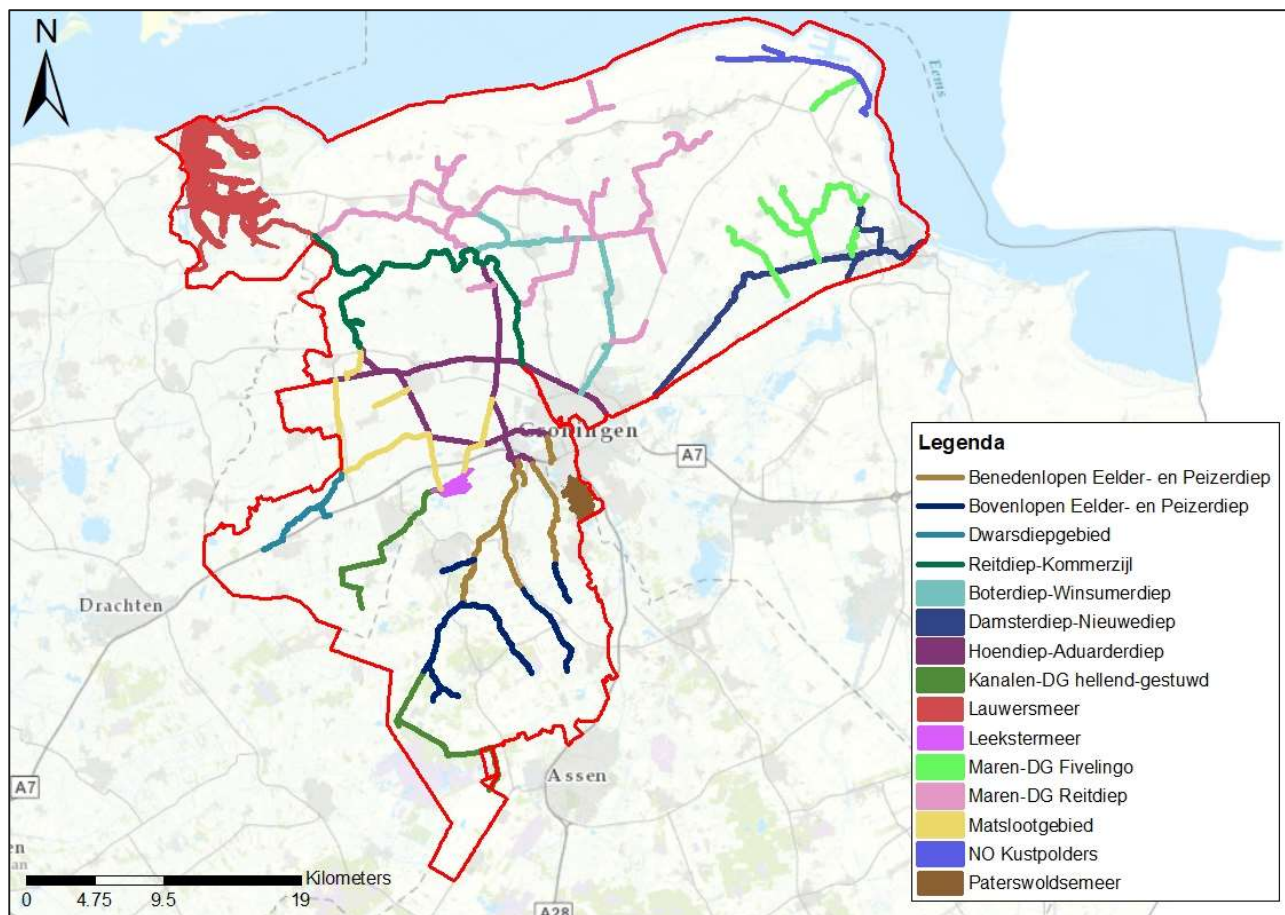 N
Eems
Groningen
A7
Drachten
A7
Assen
en
Kilometers
0 4.75 9.5 19
A28
Legenda
Benedenlopen Eelder- en Peizerdiep
Bovenlopen Eelder- en Peizerdiep
Dwarsdiepgebied
Reitdiep-Kommerzijl
Boterdiep-Winsumerdiep
Damsterdiep-Nieuwediep
Hoendiep-Aduarderdiep
Kanalen-DG hellend-gestuwd
Lauwersmeer
Leekstermeer
Maren-DG Fivelingo
Maren-DG Reitdiep
Matslootgebied
NO Kustpolders
Paterswoldsemeer